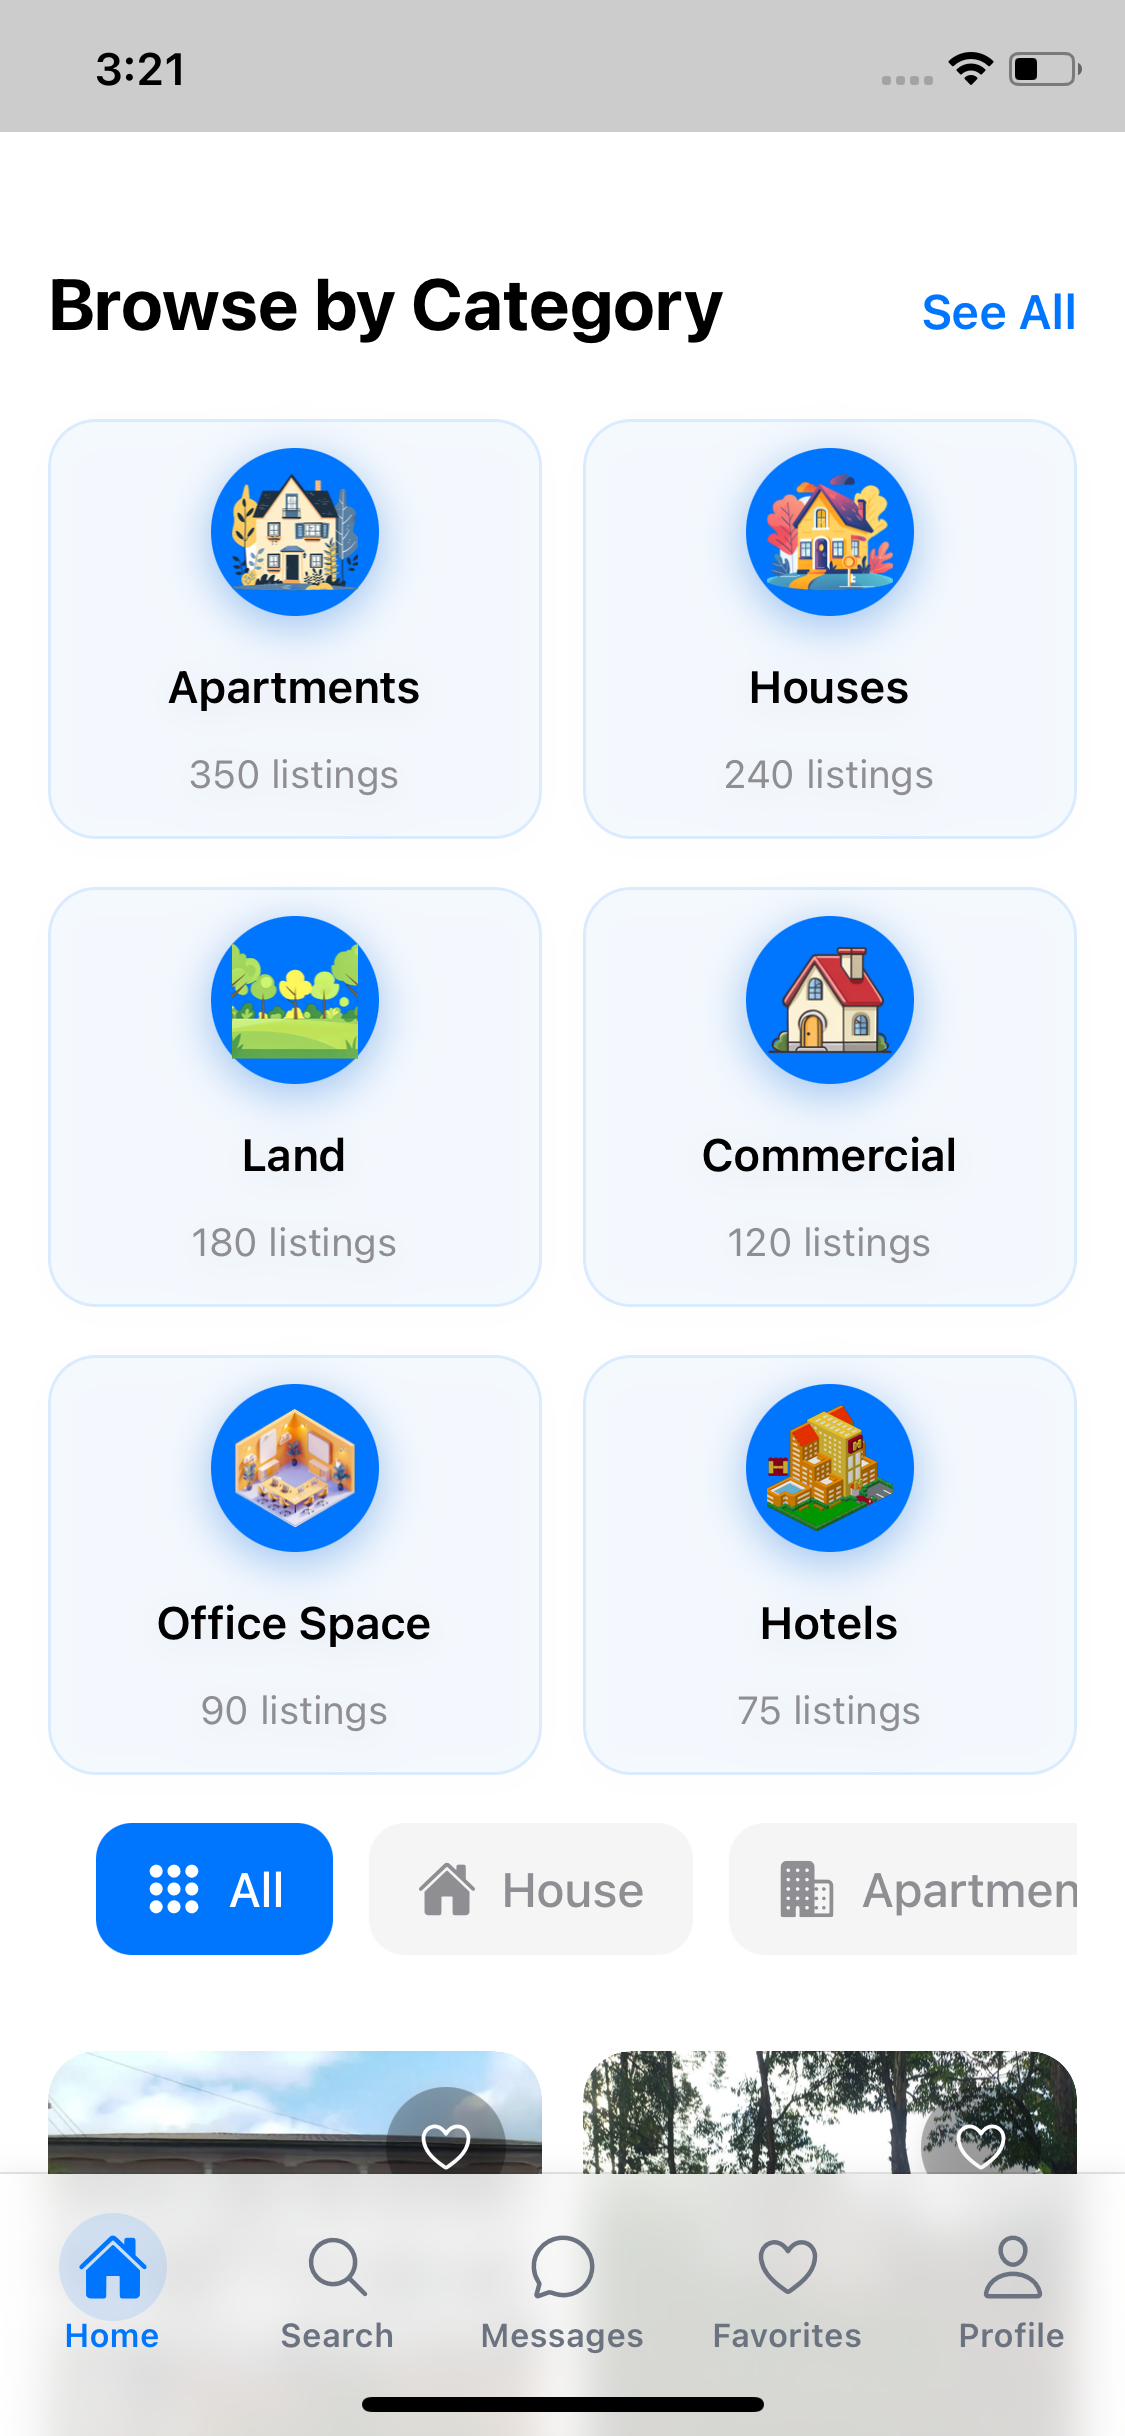 3:21
Browse by Category
See All
Apartments
Houses
350 listings
240 listings
Land
Commercial
180 listings
120 listings
Office Space
Hotels
90 listings
75 listings
All
House
Apartmen
Home
Search
Messages
Favorites
Profile